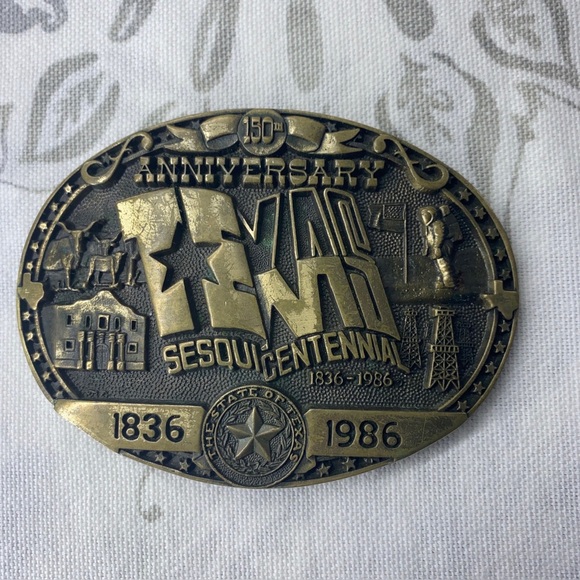 150TH
ANNIVERSARY
TEXAS
SESQUICENTENNIAL
1836-1986
1836
THE STATE OF TEXAS
1986